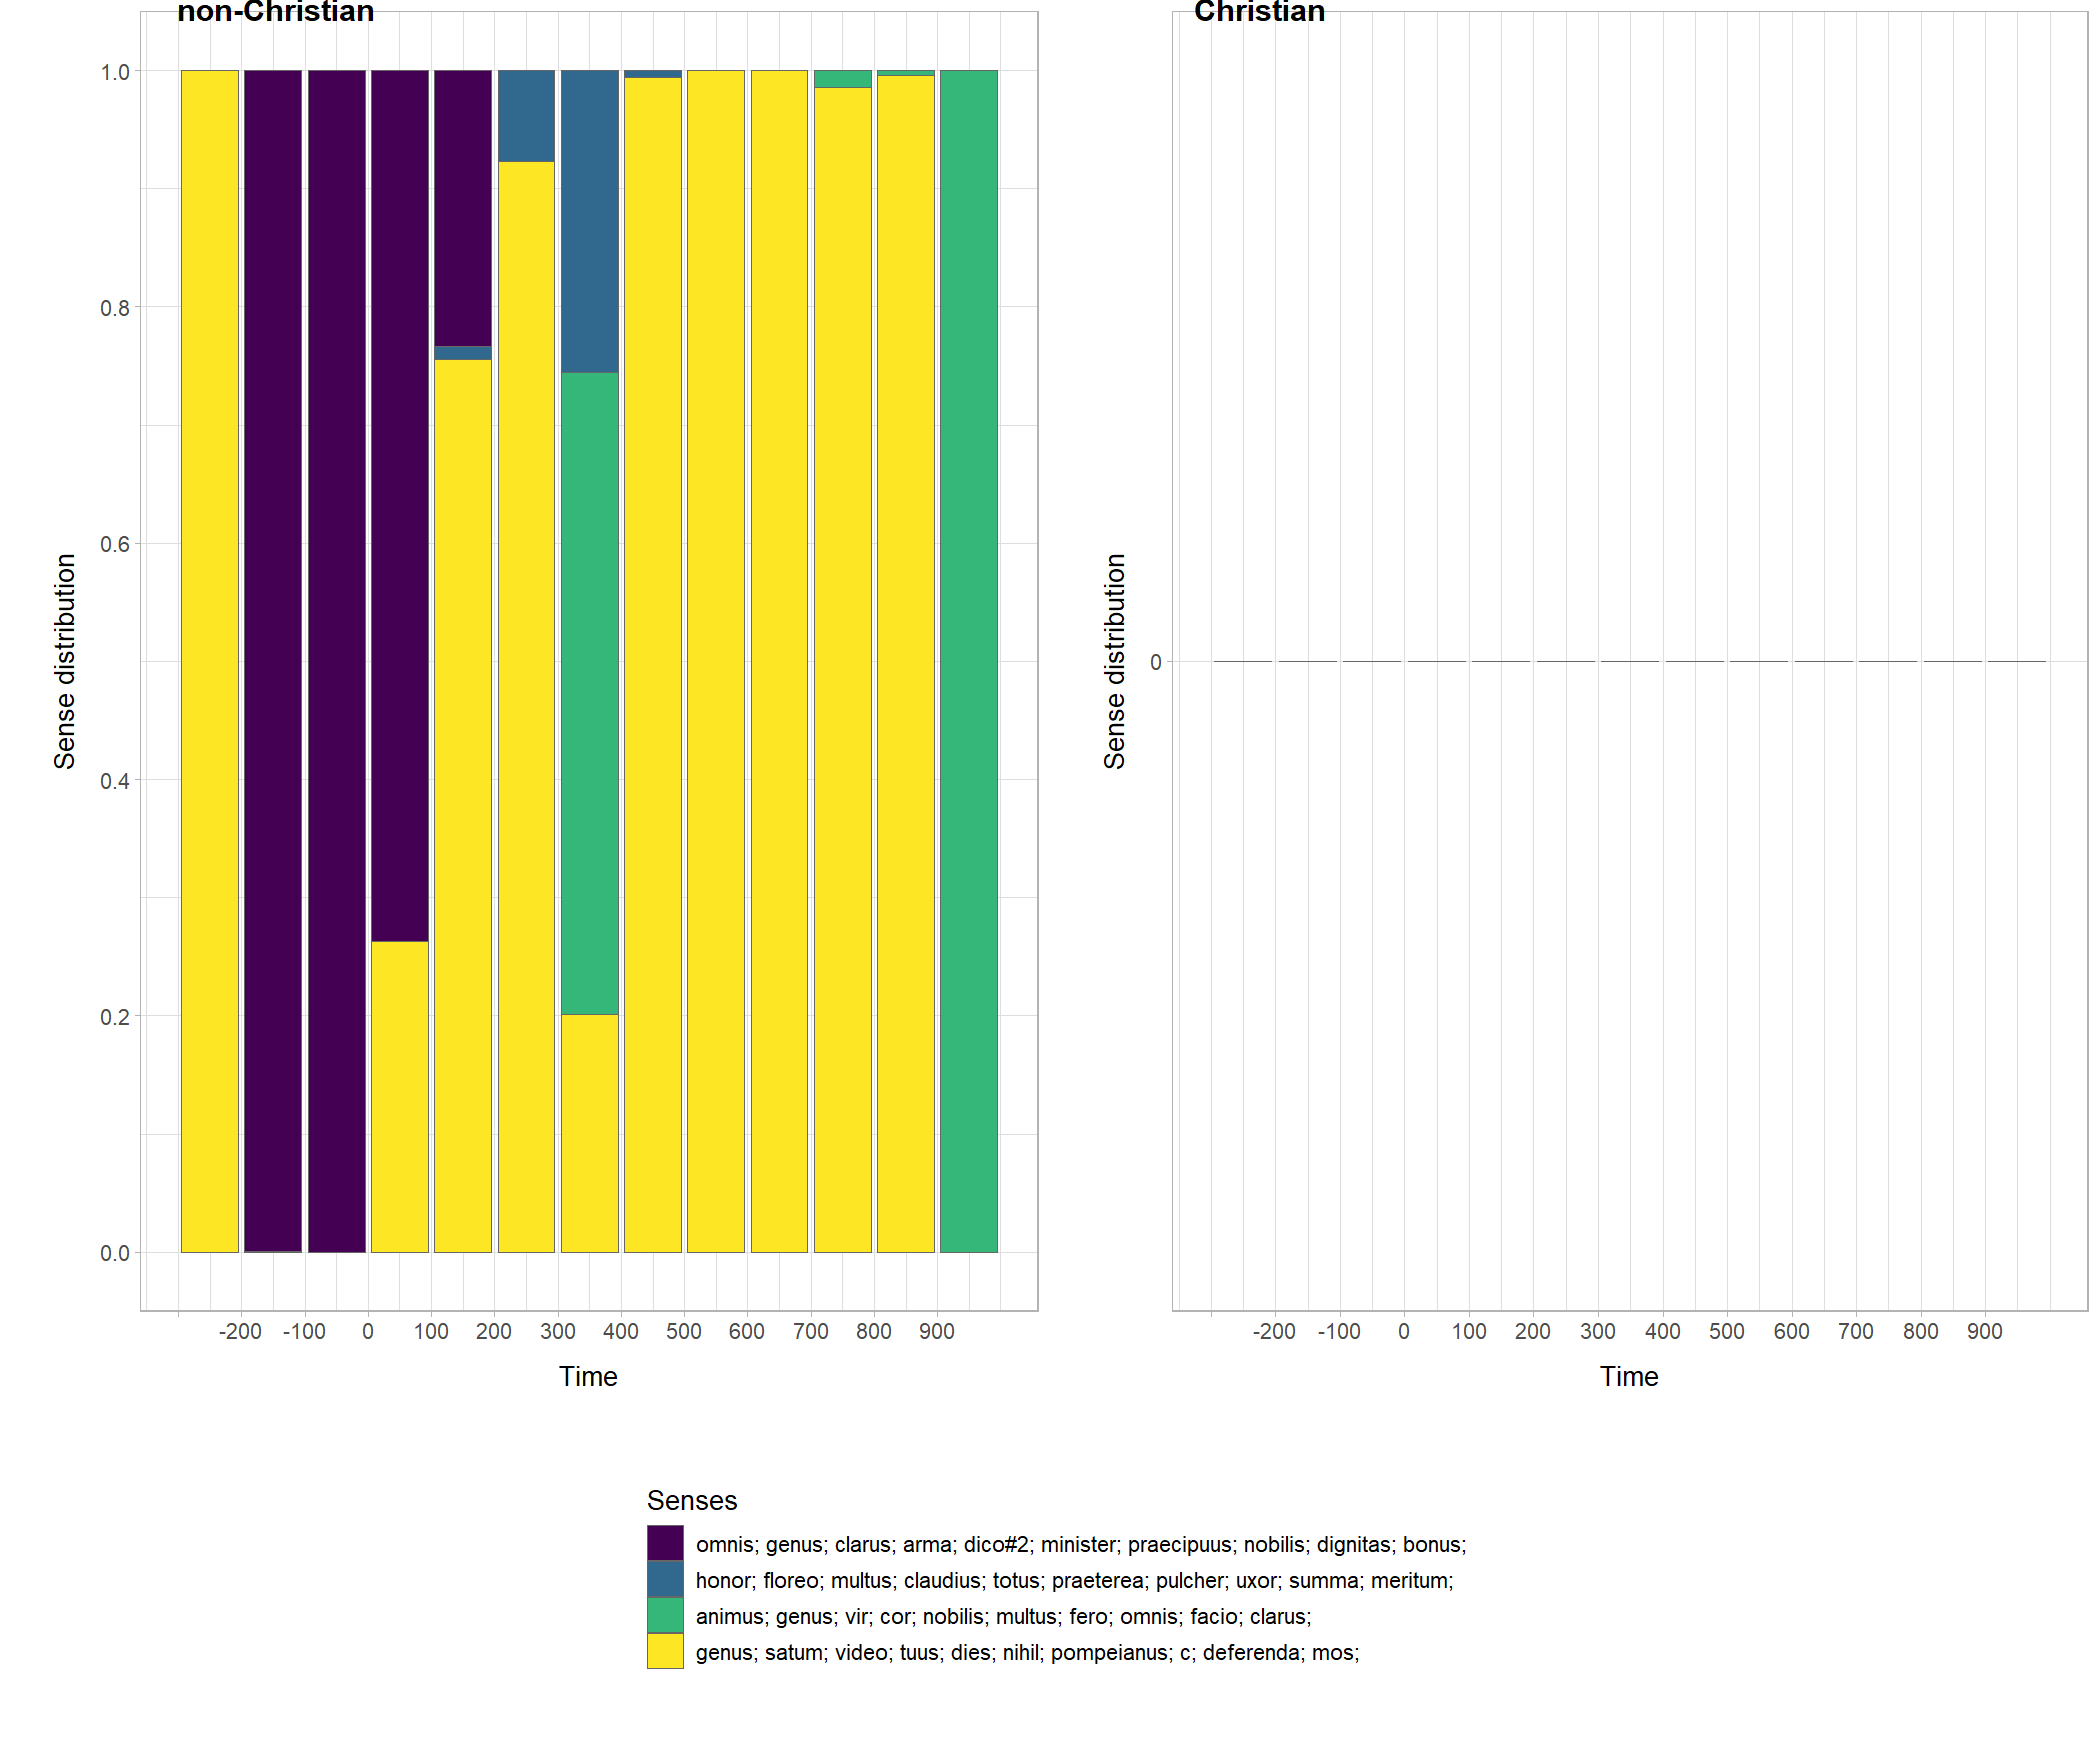 non-Christian
Christian
1.0
0.8
0.6
0.4
0.2
0.0
Sense distribution
-200 -100 0 100 200 300 400 500 600 700 800 900
Time
Sense distribution
0
-200 -100 0 100 200 300 400 500 600 700 800 900
Time
Senses
omnis; genus; clarus; arma; dico#2; minister; praecipuus; nobilis; dignitas; bonus;
honor; floreo; multus; claudius; totus; praeterea; pulcher; uxor; summa; meritum;
animus; genus; vir; cor; nobilis; multus; fero; omnis; facio; clarus;
genus; satum; video; tuus; dies; nihil; pompeianus; c; deferenda; mos;